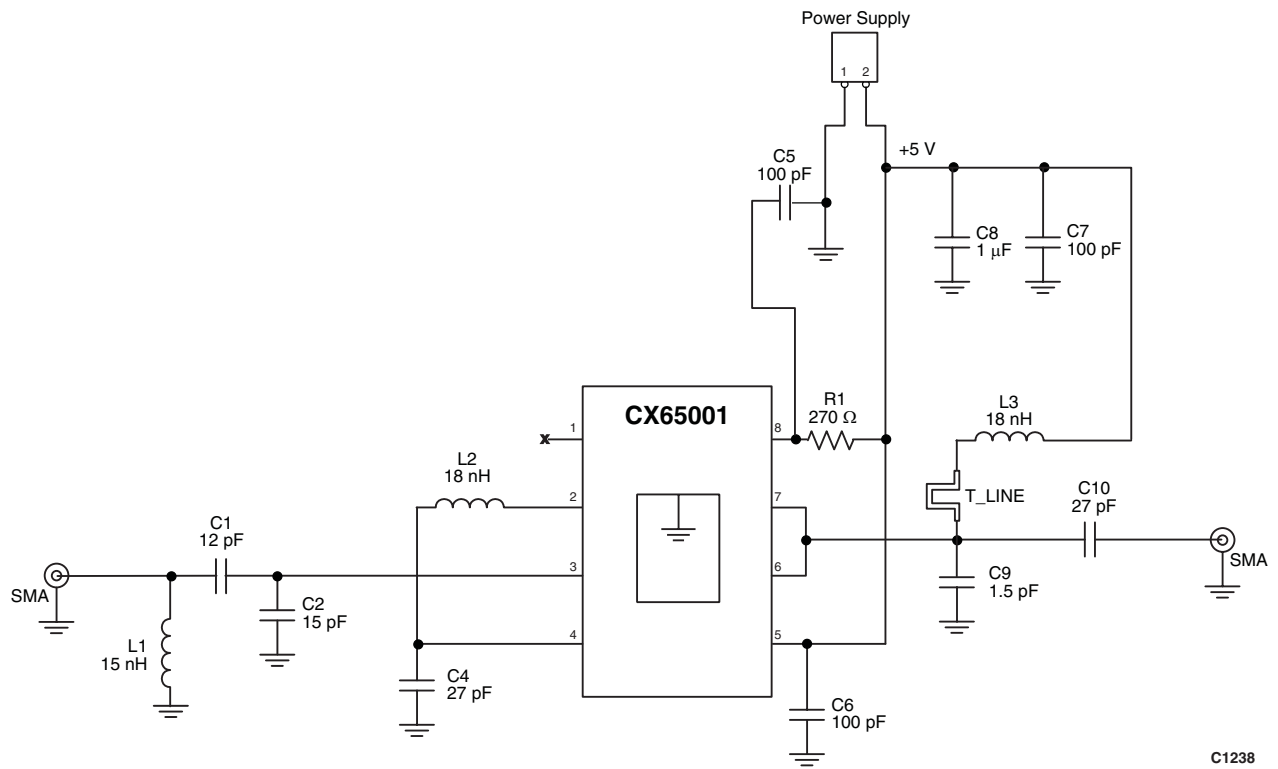 Power Supply
1 2
+5 V
C5
100 pF
C8
1 µF
C7
100 pF
CX65001
R1
270 Ω
L3
18 nH
1
8
L2
18 nH
T_LINE
C10
27 pF
2
7
C1
12 pF
SMA
3
6
C9
1.5 pF
SMA
C2
15 pF
L1
15 nH
4
5
C4
27 pF
C6
100 pF
C1238